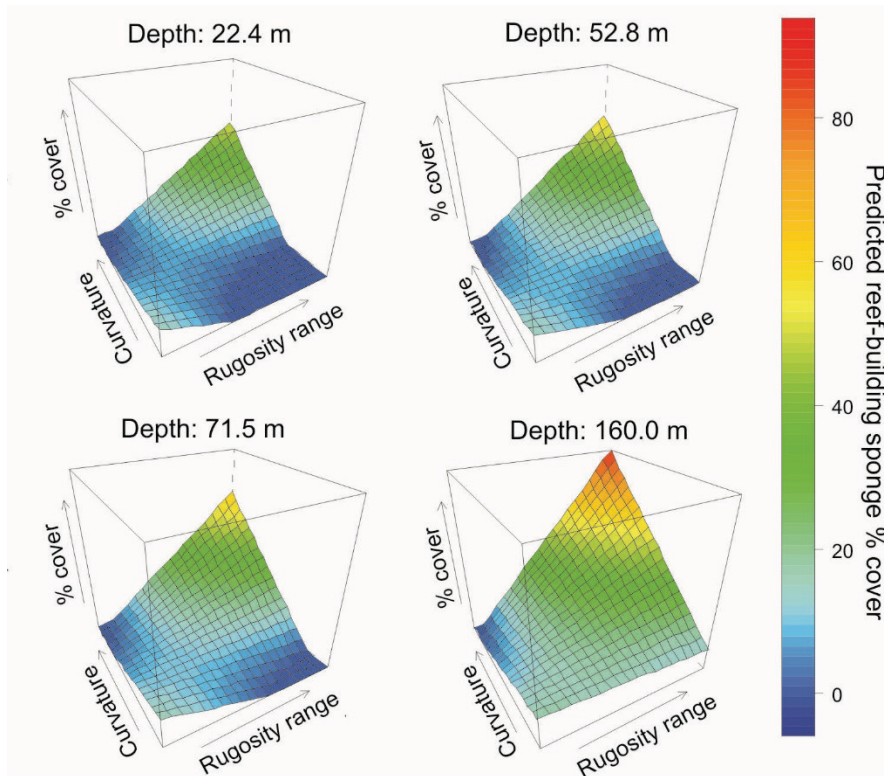 Depth: 22.4 m
Depth: 52.8 m
% cover
Curvature
Rugosity range
% cover
Curvature
Rugosity range
Depth: 71.5 m
Depth: 160.0 m
% cover
Curvature
Rugosity range
% cover
Curvature
Rugosity range
80
60
40
20
0
Predicted reef-building sponge % cover